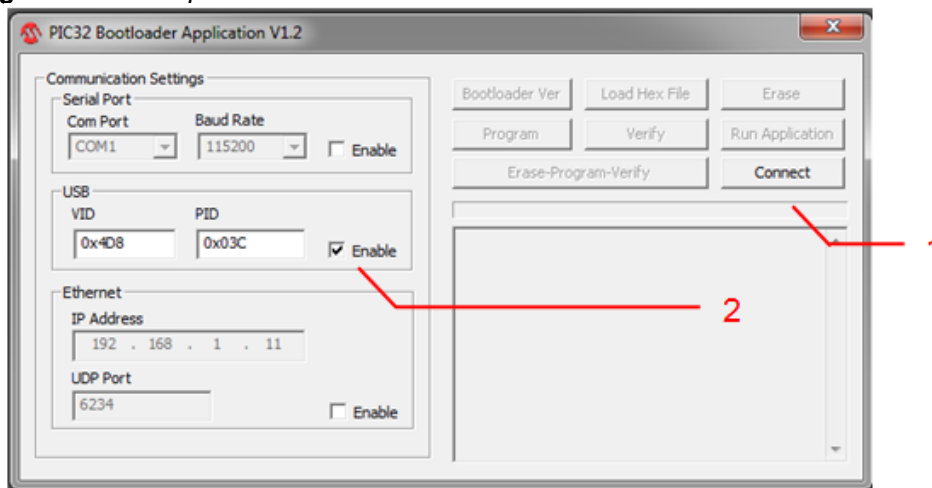 PIC32 Bootloader Application V1.2
Communication Settings
Serial Port
Com Port Baud Rate
COM1 115200 Enable
USB
VID PID
0x4D8 0x03C Enable
Ethernet
IP Address
192 . 168 . 1 . 11
UDP Port
6234 Enable
Bootloader Ver Load Hex File Erase
Program Verify Run Application
Erase-Program-Verify Connect
1
2